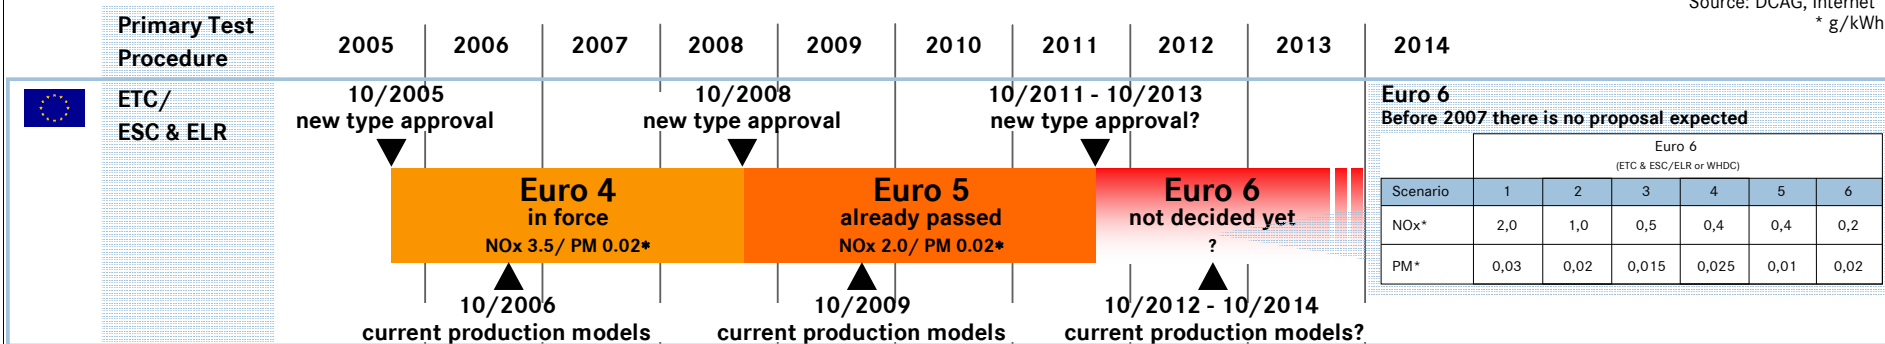 Source: DCAG, Internet
* g/kWh
Primary Test
Procedure
2005 2006 2007 2008 2009 2010 2011 2012 2013 2014
ETC/
ESC & ELR
10/2005
new type approval
10/2008
new type approval
10/2011 - 10/2013
new type approval?
Euro 4
in force
NOx 3.5/ PM 0.02*
Euro 5
already passed
NOx 2.0/ PM 0.02*
Euro 6
not decided yet
?
10/2006
current production models
10/2009
current production models
10/2012 - 10/2014
current production models?
Euro 6
Before 2007 there is no proposal expected
Euro 6
(ETC & ESC/ELR or WHDC)
Scenario 1 2 3 4 5 6
NOx* 2,0 1,0 0,5 0,4 0,4 0,2
PM* 0,03 0,02 0,015 0,025 0,01 0,02